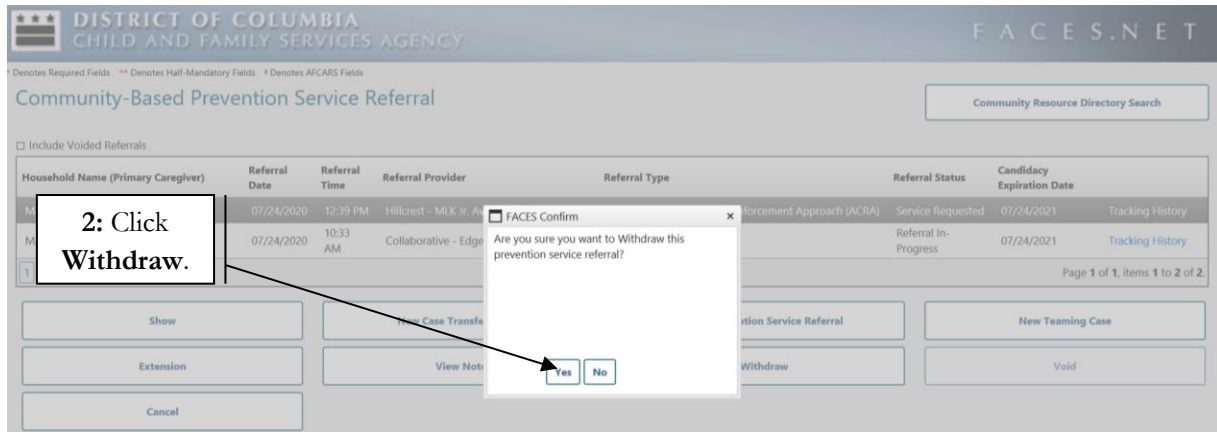 DISTRICT OF COLUMBIA
CHILD AND FAMILY SERVICES AGENCY
FACES.NET
* Denotes Required Fields ** Denotes Half-Mandatory Fields ‡ Denotes AFCARS Fields
Community-Based Prevention Service Referral
Community Resource Directory Search
Include Voided Referrals
Household Name (Primary Caregiver) Referral Date Referral Time Referral Provider Referral Type Referral Status Candidacy Expiration Date
07/24/2020 12:39 PM Hillcrest - MLK Jr. forcement Approach (ACRA) Service Requested 07/24/2021 Tracking History
07/24/2020 10:33 AM Collaborative - Edge Referral In-Progress 07/24/2021 Tracking History
1 Page 1 of 1, items 1 to 2 of 2.
2: Click
Withdraw.
FACES Confirm ×
Are you sure you want to Withdraw this
prevention service referral?
Yes No
Show New Case Transfe tion Service Referral New Teaming Case
Extension View Not Withdraw Void
Cancel